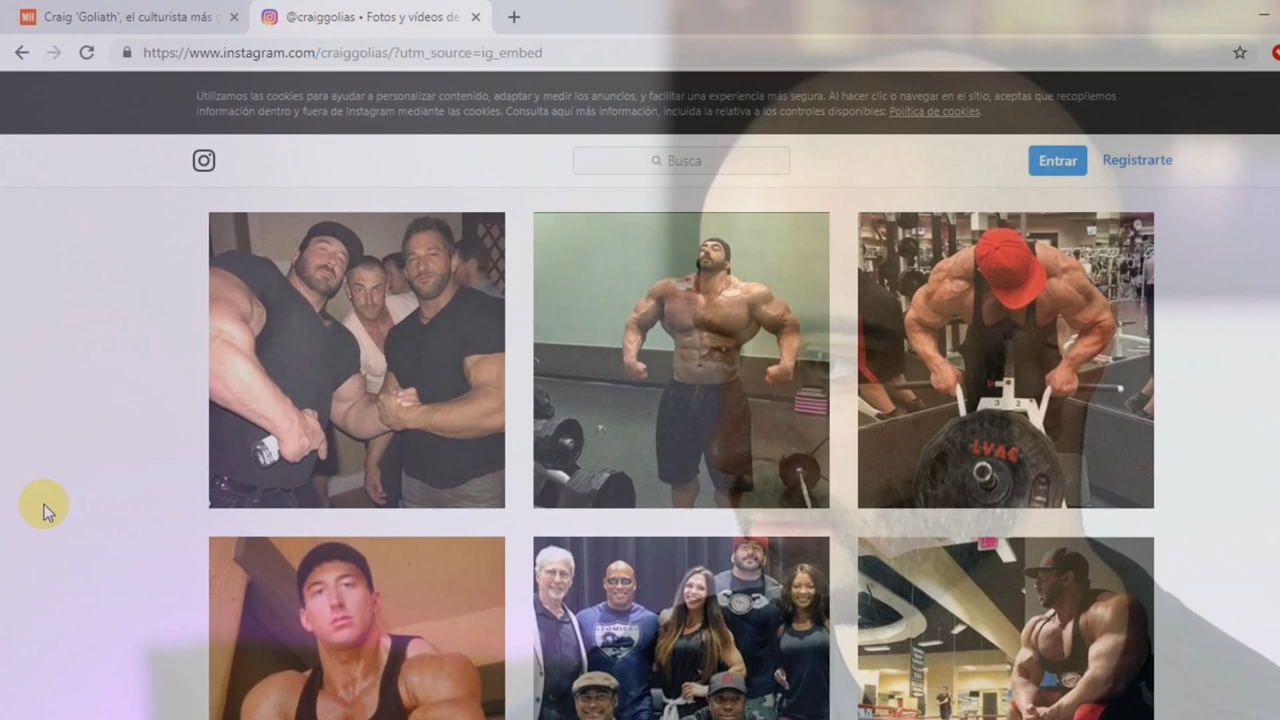 Craig 'Goliath', el culturista más
@craiggolias • Fotos y vídeos de
https://www.instagram.com/craiggolias/?utm_source=ig_embed
Utilizamos las cookies para ayudar a personalizar contenido, adaptar y medir los anuncios, y facilitar una experiencia más segura. Al hacer clic o navegar en el sitio, aceptas que recopilemos
información dentro y fuera de Instagram mediante las cookies. Consulta aquí más información, incluida la relativa a los controles disponibles: Política de cookies.
Busca
Entrar
Registrarte
LVAC